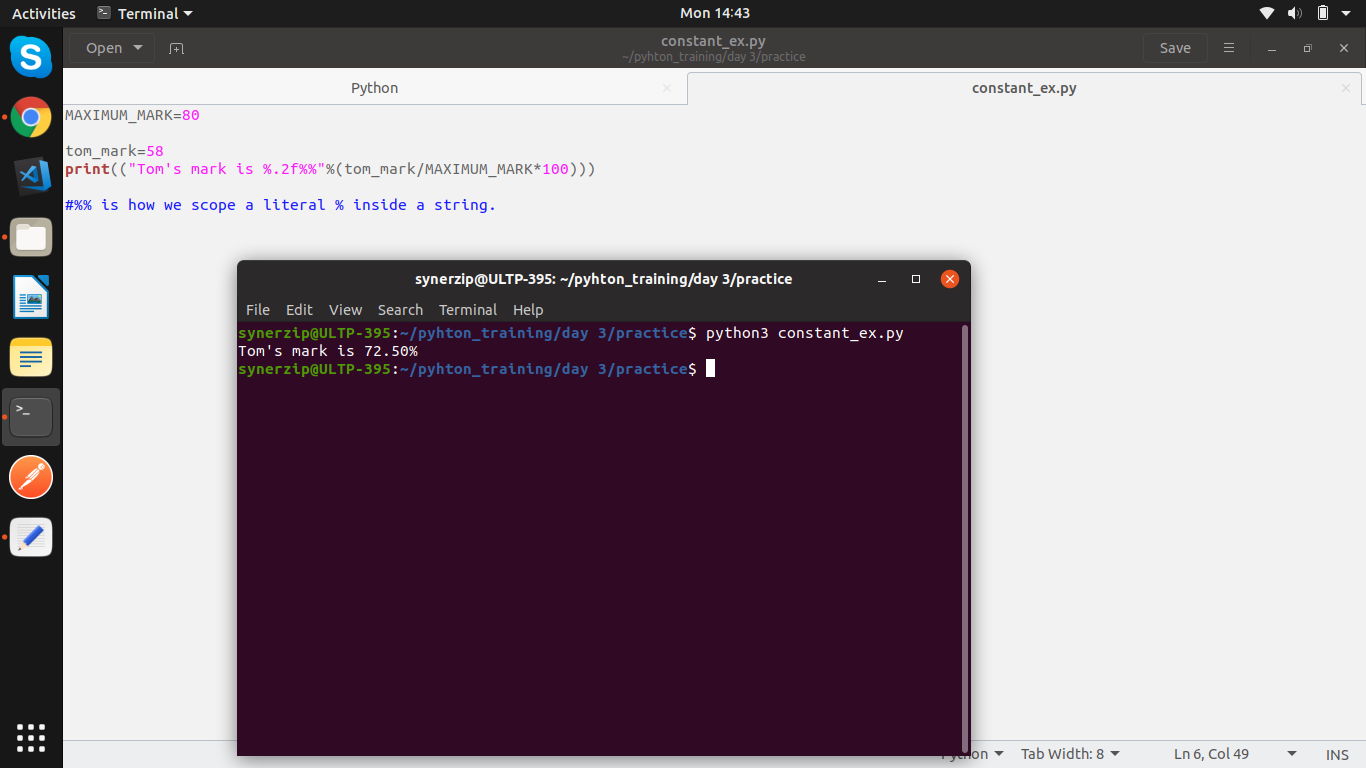 Activities Terminal Mon 14:43
Open constant_ex.py Save
~/pyhton_training/day 3/practice
Python constant_ex.py
MAXIMUM_MARK=80
tom_mark=58
print(("Tom's mark is %.2f%%"%(tom_mark/MAXIMUM_MARK*100)))
#%% is how we scope a literal % inside a string.
synerzip@ULTP-395: ~/pyhton_training/day 3/practice
File Edit View Search Terminal Help
synerzip@ULTP-395:~/pyhton_training/day 3/practice$ python3 constant_ex.py
Tom's mark is 72.50%
synerzip@ULTP-395:~/pyhton_training/day 3/practice$
Python Tab Width: 8 Ln 6, Col 49 INS